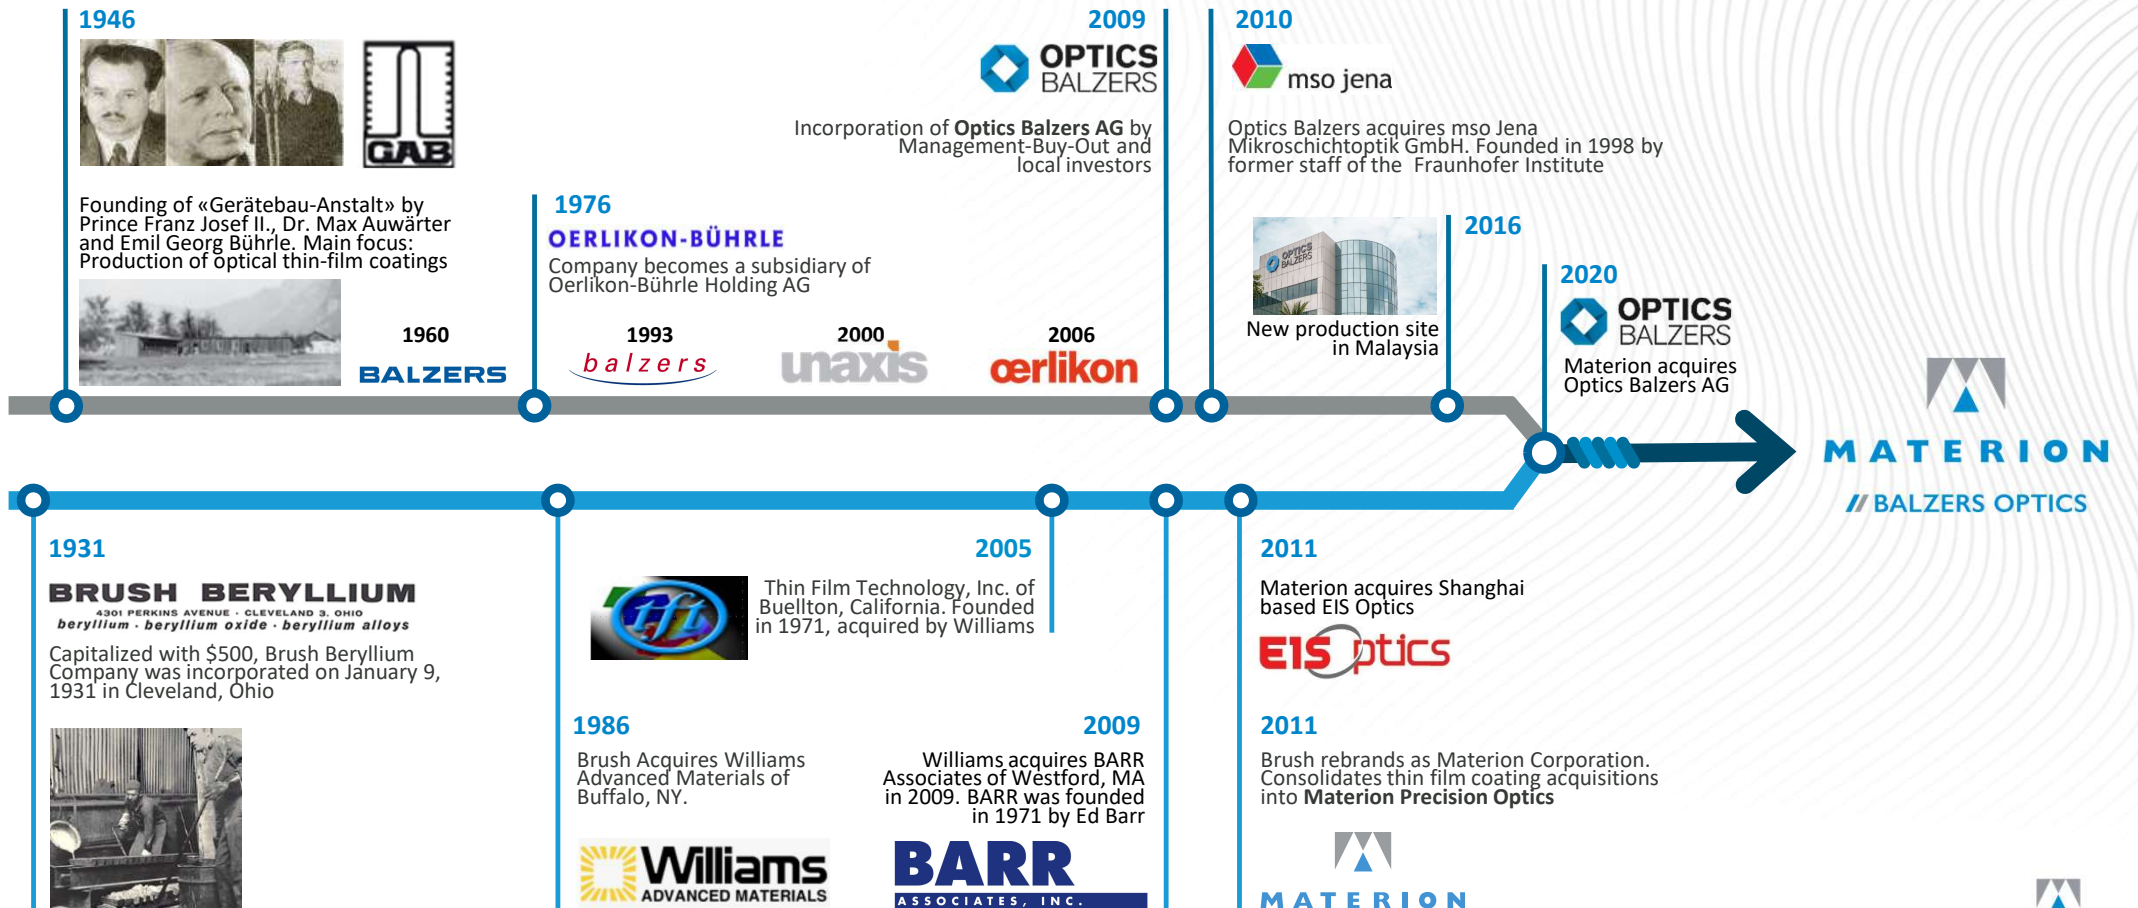 1946
GAB
Founding of «Gerätebau-Anstalt» by
Prince Franz Josef II., Dr. Max Auwärter
and Emil Georg Bührle. Main focus:
Production of optical thin-film coatings
1960
BALZERS
1976
OERLIKON-BÜHRLE
Company becomes a subsidiary of
Oerlikon-Bührle Holding AG
1993
balzers
2000
unaxis
2006
œrlikon
2009
OPTICS
BALZERS
Incorporation of Optics Balzers AG by
Management-Buy-Out and
local investors
2010
mso jena
Optics Balzers acquires mso Jena
Mikroschichtoptik GmbH. Founded in 1998 by
former staff of the Fraunhofer Institute
OPTICS
BALZERS
New production site
in Malaysia
2016
2020
OPTICS
BALZERS
Materion acquires
Optics Balzers AG
MATERION
// BALZERS OPTICS
1931
BRUSH BERYLLIUM
4301 PERKINS AVENUE · CLEVELAND 3, OHIO
beryllium · beryllium oxide · beryllium alloys
Capitalized with $500, Brush Beryllium
Company was incorporated on January 9,
1931 in Cleveland, Ohio
2005
tft
Thin Film Technology, Inc. of
Buellton, California. Founded
in 1971, acquired by Williams
1986
Brush Acquires Williams
Advanced Materials of
Buffalo, NY.
Williams
ADVANCED MATERIALS
2009
Williams acquires BARR
Associates of Westford, MA
in 2009. BARR was founded
in 1971 by Ed Barr
BARR
ASSOCIATES, INC.
2011
Materion acquires Shanghai
based EIS Optics
EIS Optics
2011
Brush rebrands as Materion Corporation.
Consolidates thin film coating acquisitions
into Materion Precision Optics
MATERION